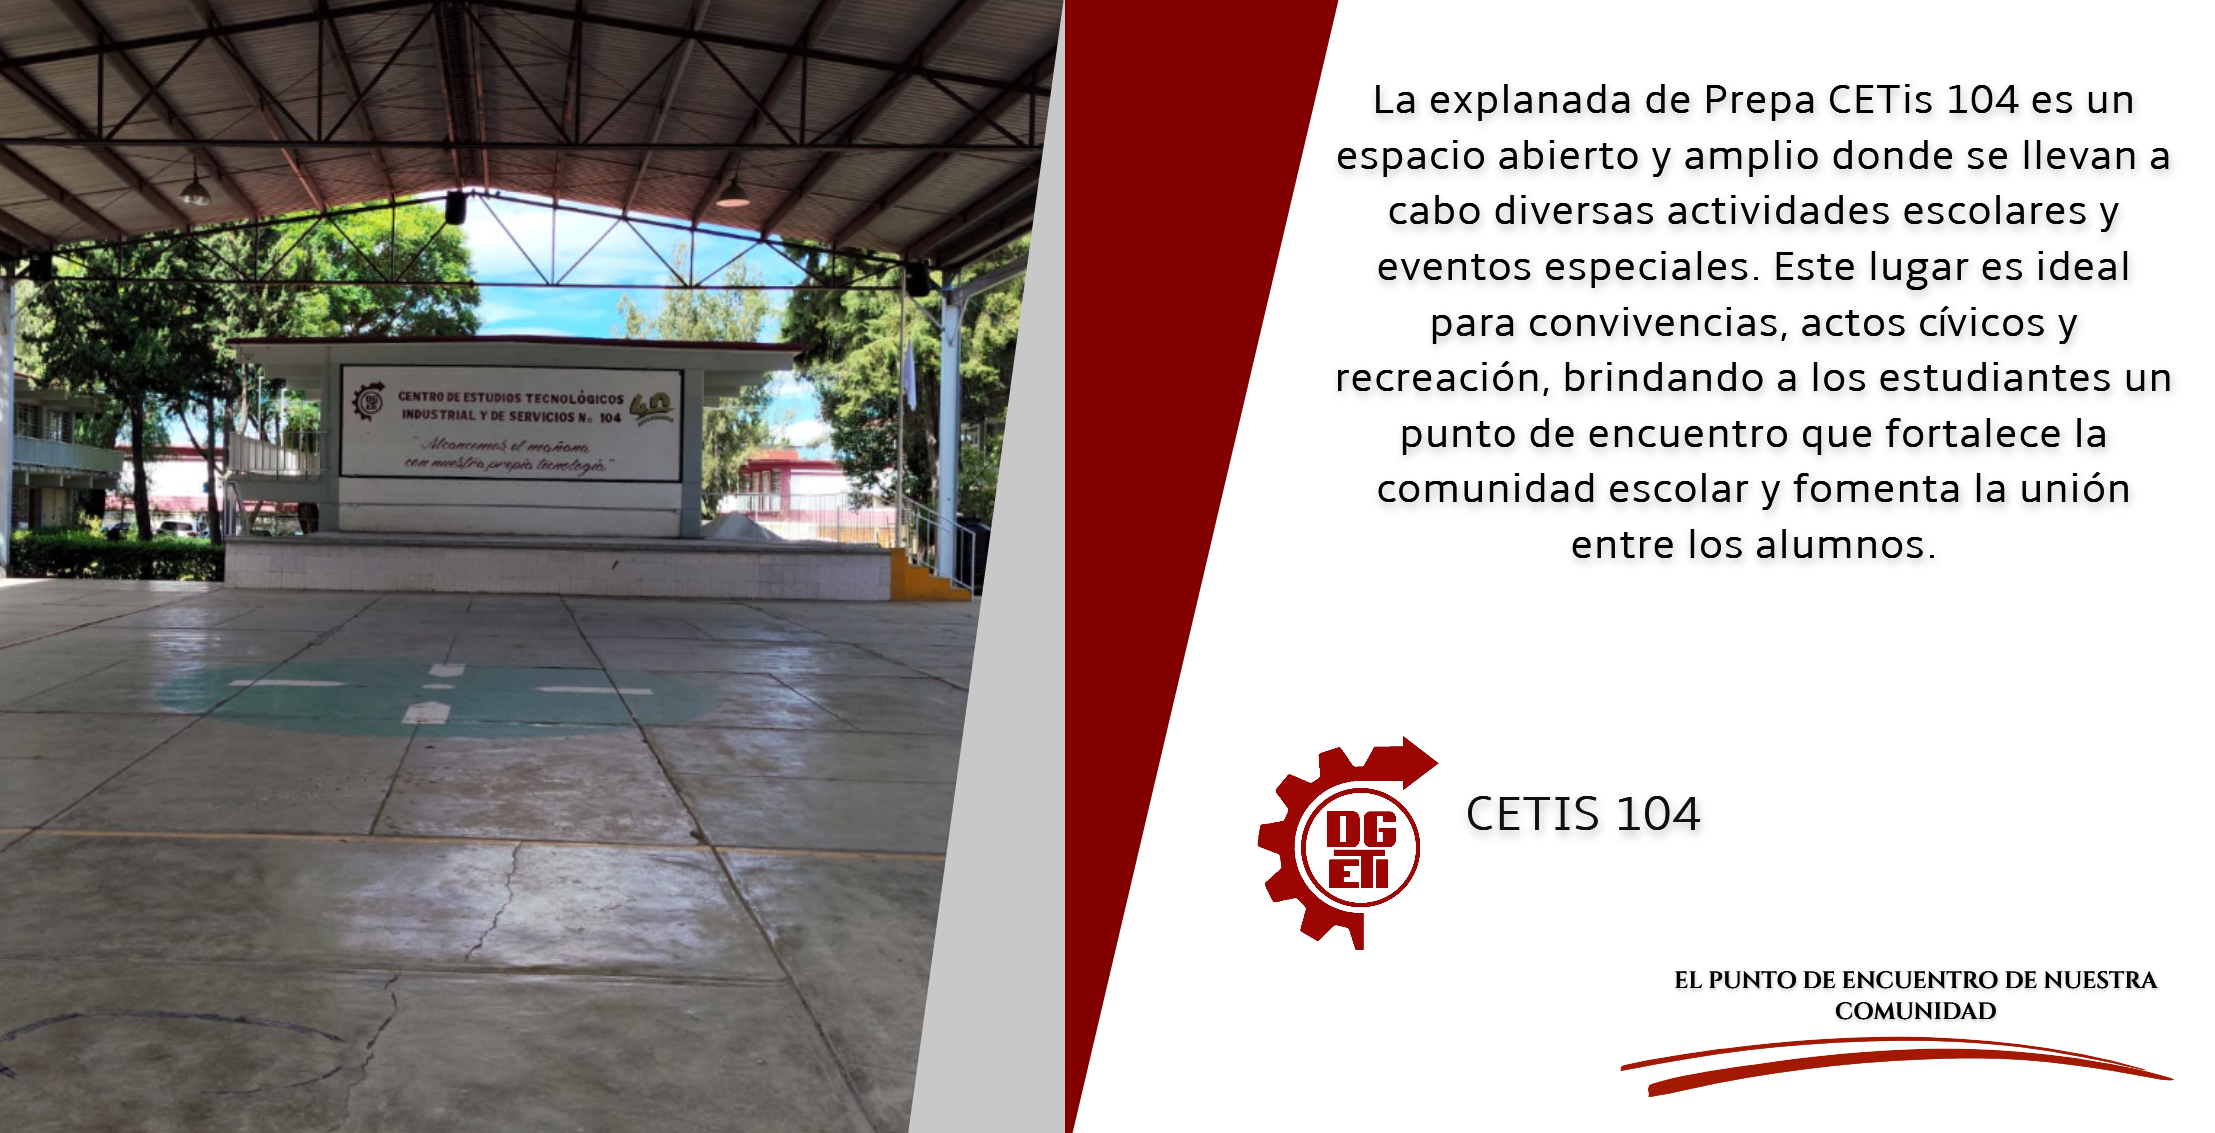 CENTRO DE ESTUDIOS TECNOLÓGICOS
INDUSTRIAL Y DE SERVICIOS No. 104
40
"Alcancemos el mañana
con nuestra propia tecnología"
La explanada de Prepa CETis 104 es un
espacio abierto y amplio donde se llevan a
cabo diversas actividades escolares y
eventos especiales. Este lugar es ideal
para convivencias, actos cívicos y
recreación, brindando a los estudiantes un
punto de encuentro que fortalece la
comunidad escolar y fomenta la unión
entre los alumnos.
DG
ETI
CETIS 104
EL PUNTO DE ENCUENTRO DE NUESTRA
COMUNIDAD